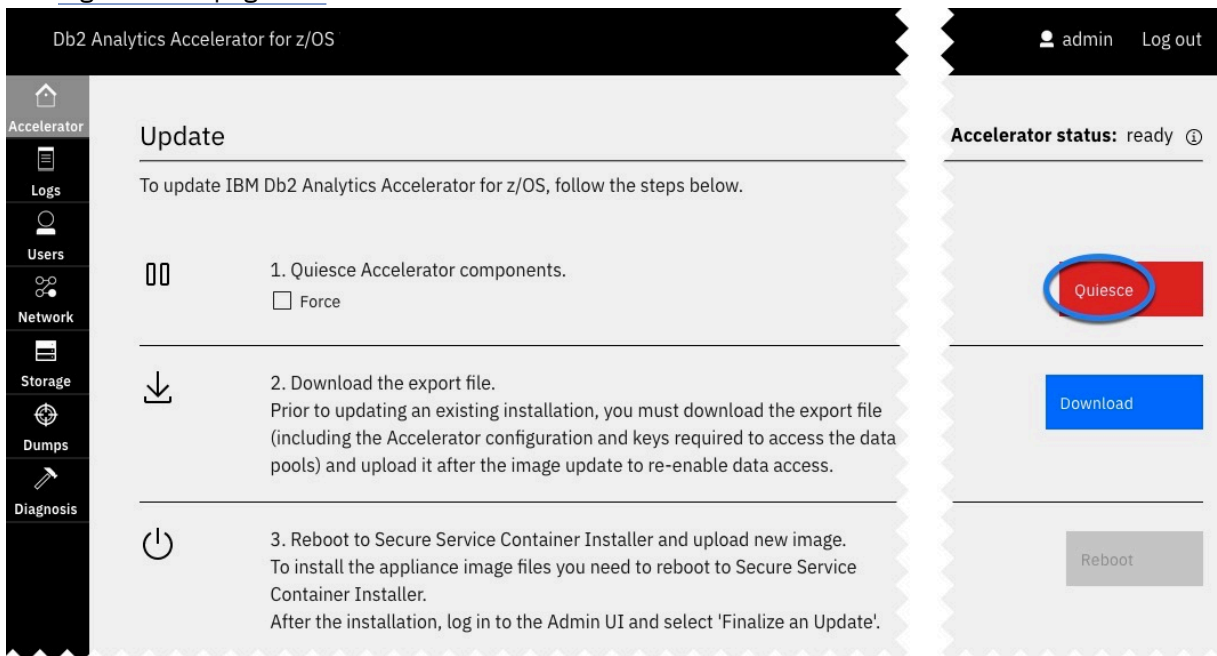 Db2 Analytics Accelerator for z/OS
admin Log out
Accelerator
Logs
Users
Network
Storage
Dumps
Diagnosis
Update
Accelerator status: ready
To update IBM Db2 Analytics Accelerator for z/OS, follow the steps below.
1. Quiesce Accelerator components.
Force
Quiesce
2. Download the export file.
Prior to updating an existing installation, you must download the export file
(including the Accelerator configuration and keys required to access the data
pools) and upload it after the image update to re-enable data access.
Download
3. Reboot to Secure Service Container Installer and upload new image.
To install the appliance image files you need to reboot to Secure Service
Container Installer.
After the installation, log in to the Admin UI and select 'Finalize an Update'.
Reboot